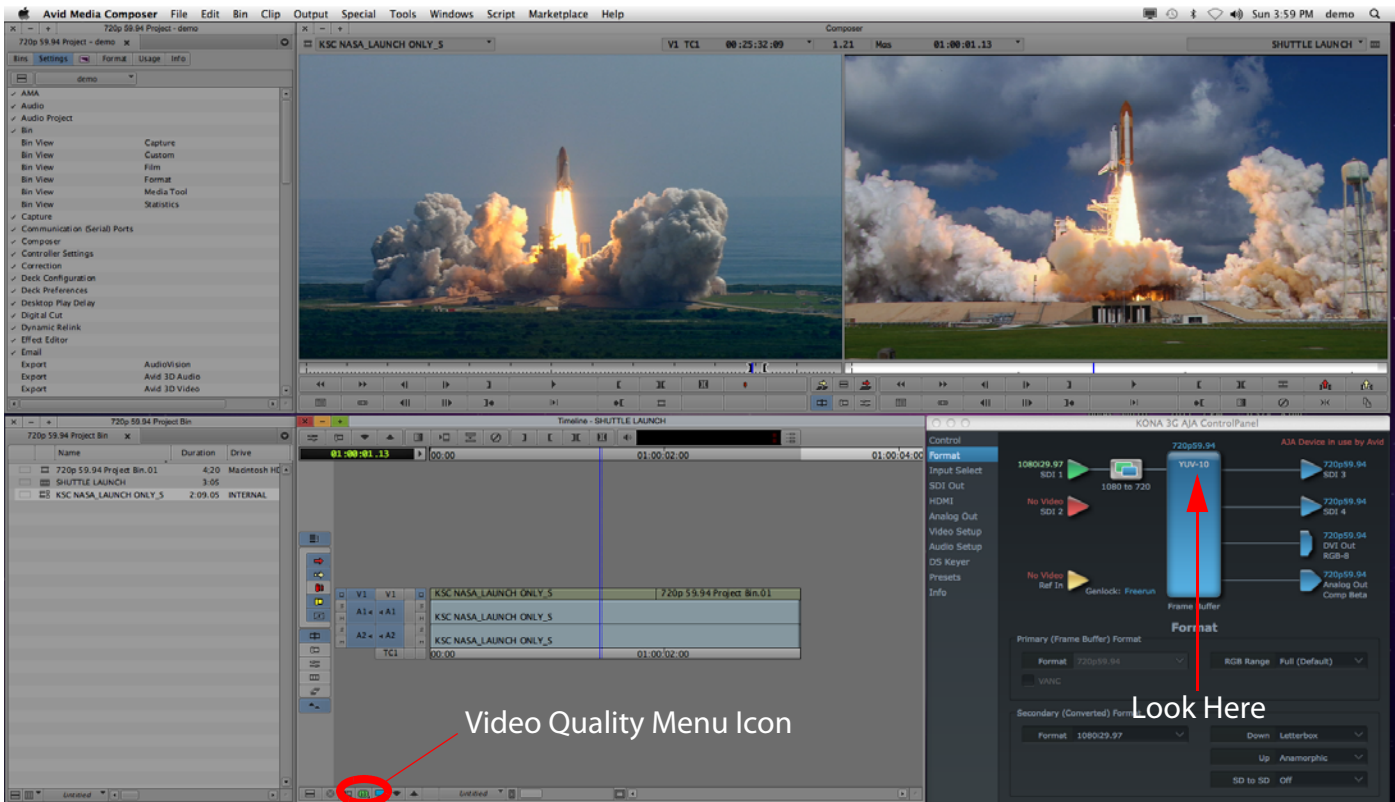 Avid Media Composer File Edit Bin Clip Output Special Tools Windows Script Marketplace Help Sun 3:59 PM demo
720p 59.94 Project - demo
720p 59.94 Project - demo x
Bins Settings Format Usage Info
demo
AMA
Audio
Audio Project
Bin
Bin View Capture
Bin View Custom
Bin View Film
Bin View Format
Bin View Media Tool
Bin View Statistics
Capture
Communication (Serial) Ports
Composer
Controller Settings
Correction
Deck Configuration
Deck Preferences
Desktop Play Delay
Digital Cut
Dynamic Relink
Effect Editor
Email
Export AudioVision
Export Avid 3D Audio
Export Avid 3D Video
Composer
KSC NASA_LAUNCH ONLY_S V1 TC1 00:25:32:09 1.21 Mas 01:00:01.13 SHUTTLE LAUNCH
720p 59.94 Project Bin
720p 59.94 Project Bin x
Name Duration Drive
720p 59.94 Project Bin.01 4:20 Macintosh HD
SHUTTLE LAUNCH 3:05
KSC NASA_LAUNCH ONLY_S 2:09.05 INTERNAL
Untitled
Timeline - SHUTTLE LAUNCH
01:00:01.13 00:00 01:00:02:00 01:00:04:00
V1 V1 KSC NASA_LAUNCH ONLY_S 720p 59.94 Project Bin.01
A1 A1 KSC NASA_LAUNCH ONLY_S
A2 A2 KSC NASA_LAUNCH ONLY_S
TC1 00:00 01:00:02:00
Video Quality Menu Icon
Untitled
KONA 3G AJA ControlPanel
Control
Format
Input Select
SDI Out
HDMI
Analog Out
Video Setup
Audio Setup
DS Keyer
Presets
Info
720p59.94
AJA Device in use by Avid
YUV-10
1080i29.97
SDI 1
1080 to 720
No Video
SDI 2
No Video
Ref In
Genlock: Freerun
Frame Buffer
720p59.94
SDI 3
720p59.94
SDI 4
720p59.94
DVI Out
RGB-8
720p59.94
Analog Out
Comp Beta
Format
Primary (Frame Buffer) Format
Format 720p59.94 RGB Range Full (Default)
VANC
Look Here
Secondary (Converted) Format
Format 1080i29.97 Down Letterbox
Up Anamorphic
SD to SD Off